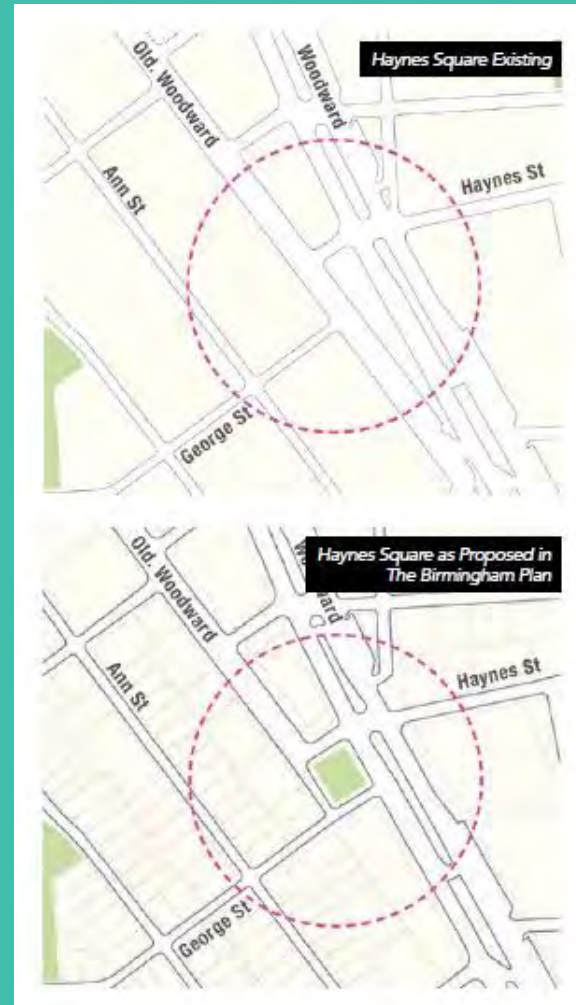 Haynes Square Existing
Old. Woodward
Woodward
Ann St
Haynes St
George St
Haynes Square as Proposed in
The Birmingham Plan
Old. Woodward
Ann St
Haynes St
George St